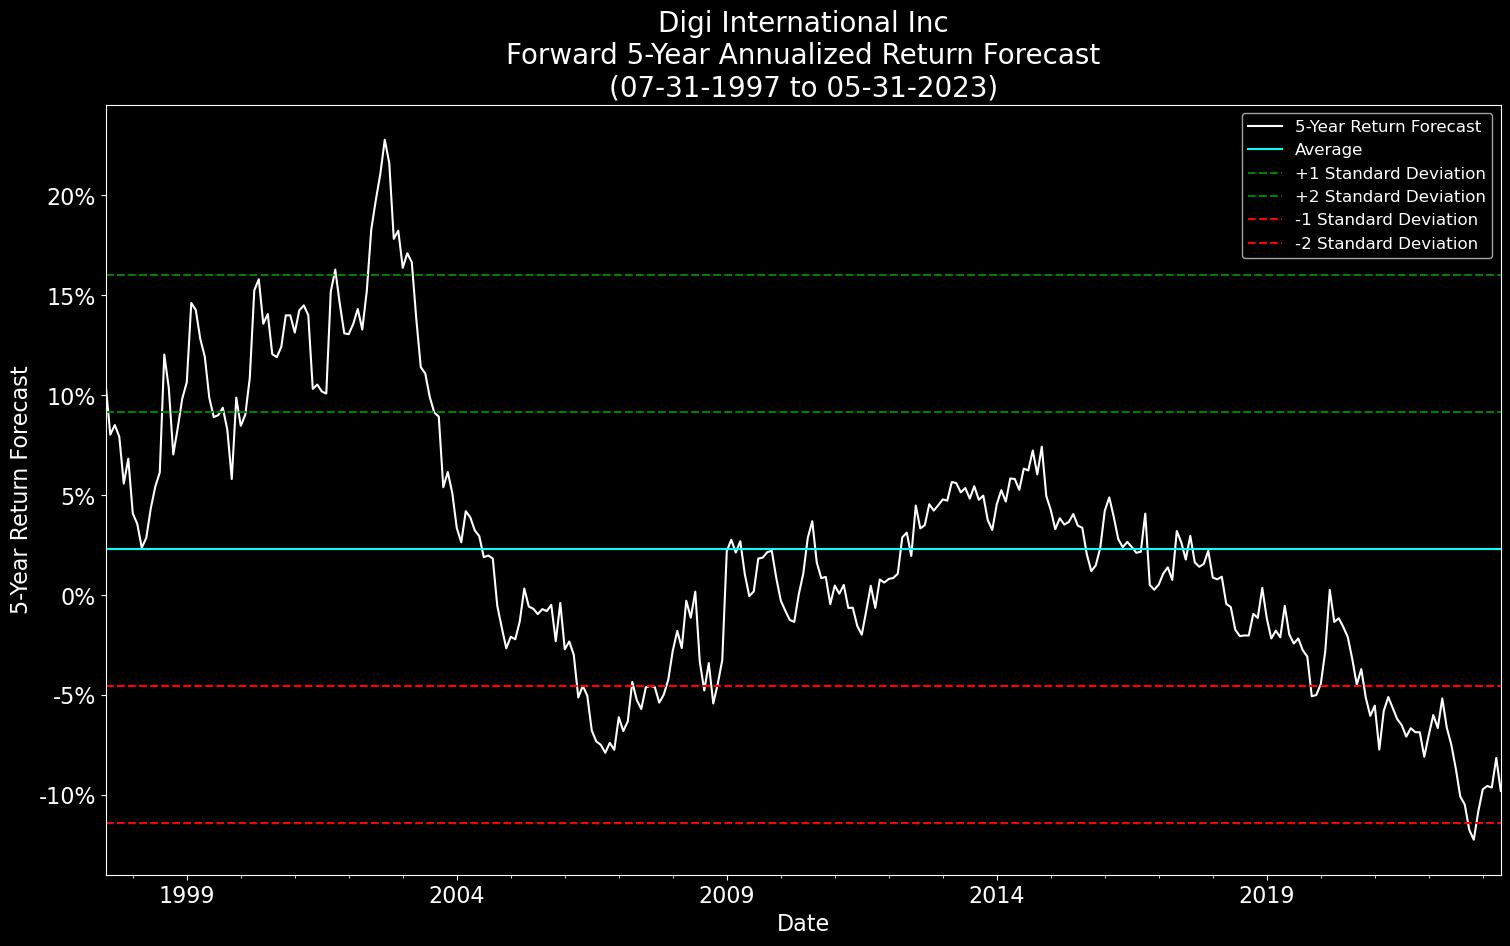 Digi International Inc
Forward 5-Year Annualized Return Forecast
(07-31-1997 to 05-31-2023)
5-Year Return Forecast
Average
+1 Standard Deviation
+2 Standard Deviation
-1 Standard Deviation
-2 Standard Deviation
5-Year Return Forecast
20%
15%
10%
5%
0%
-5%
-10%
1999 2004 2009 2014 2019
Date